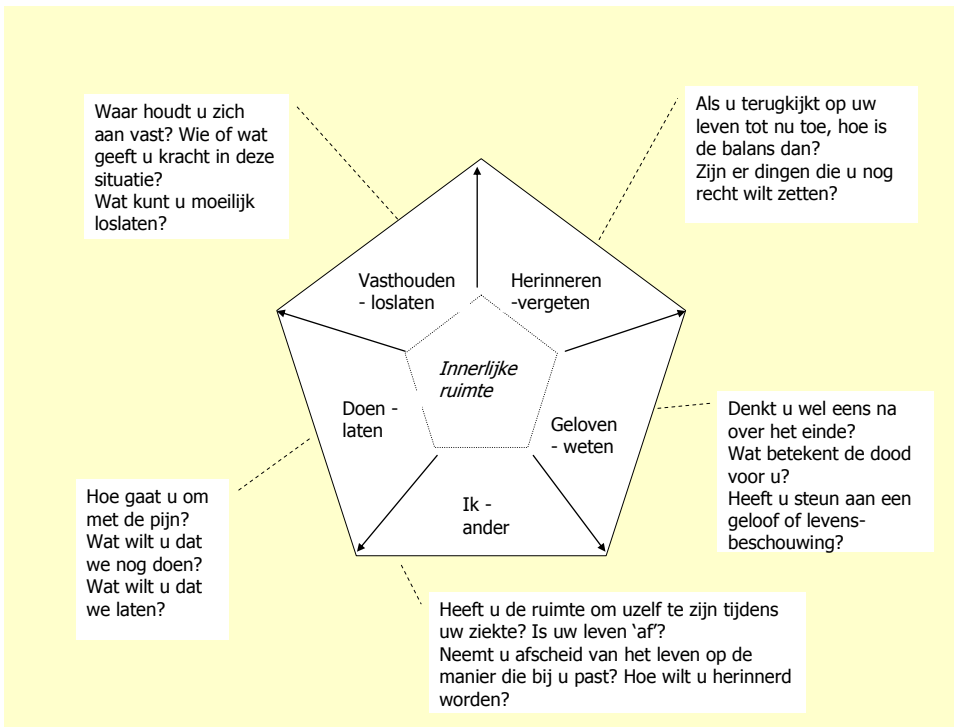 Waar houdt u zich
aan vast? Wie of wat
geeft u kracht in deze
situatie?
Wat kunt u moeilijk
loslaten?
Als u terugkijkt op uw
leven tot nu toe, hoe is
de balans dan?
Zijn er dingen die u nog
recht wilt zetten?
Vasthouden
- loslaten
Herinneren
-vergeten
Innerlijke
ruimte
Doen -
laten
Geloven
- weten
Ik -
ander
Denkt u wel eens na
over het einde?
Wat betekent de dood
voor u?
Heeft u steun aan een
geloof of levens-
beschouwing?
Hoe gaat u om
met de pijn?
Wat wilt u dat
we nog doen?
Wat wilt u dat
we laten?
Heeft u de ruimte om uzelf te zijn tijdens
uw ziekte? Is uw leven ‘af’?
Neemt u afscheid van het leven op de
manier die bij u past? Hoe wilt u herinnerd
worden?